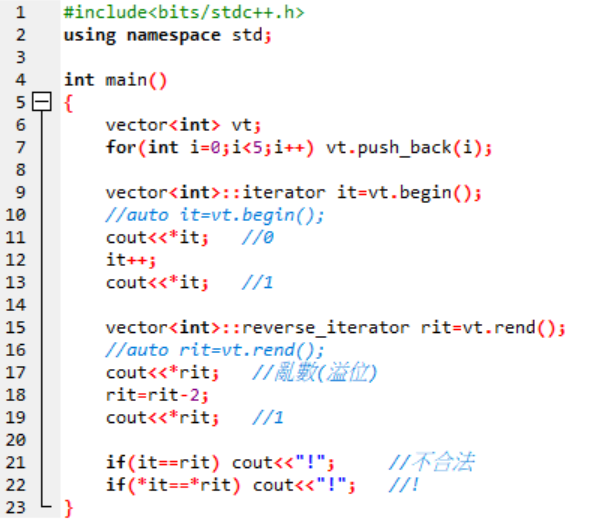 1 #include<bits/stdc++.h>
2 using namespace std;
3
4 int main()
5 {
6 vector<int> vt;
7 for(int i=0;i<5;i++) vt.push_back(i);
8
9 vector<int>::iterator it=vt.begin();
10 //auto it=vt.begin();
11 cout<<*it; //0
12 it++;
13 cout<<*it; //1
14
15 vector<int>::reverse_iterator rit=vt.rend();
16 //auto rit=vt.rend();
17 cout<<*rit; //亂數(溢位)
18 rit=rit-2;
19 cout<<*rit; //1
20
21 if(it==rit) cout<<"!"; //不合法
22 if(*it==*rit) cout<<"!"; //!
23 }